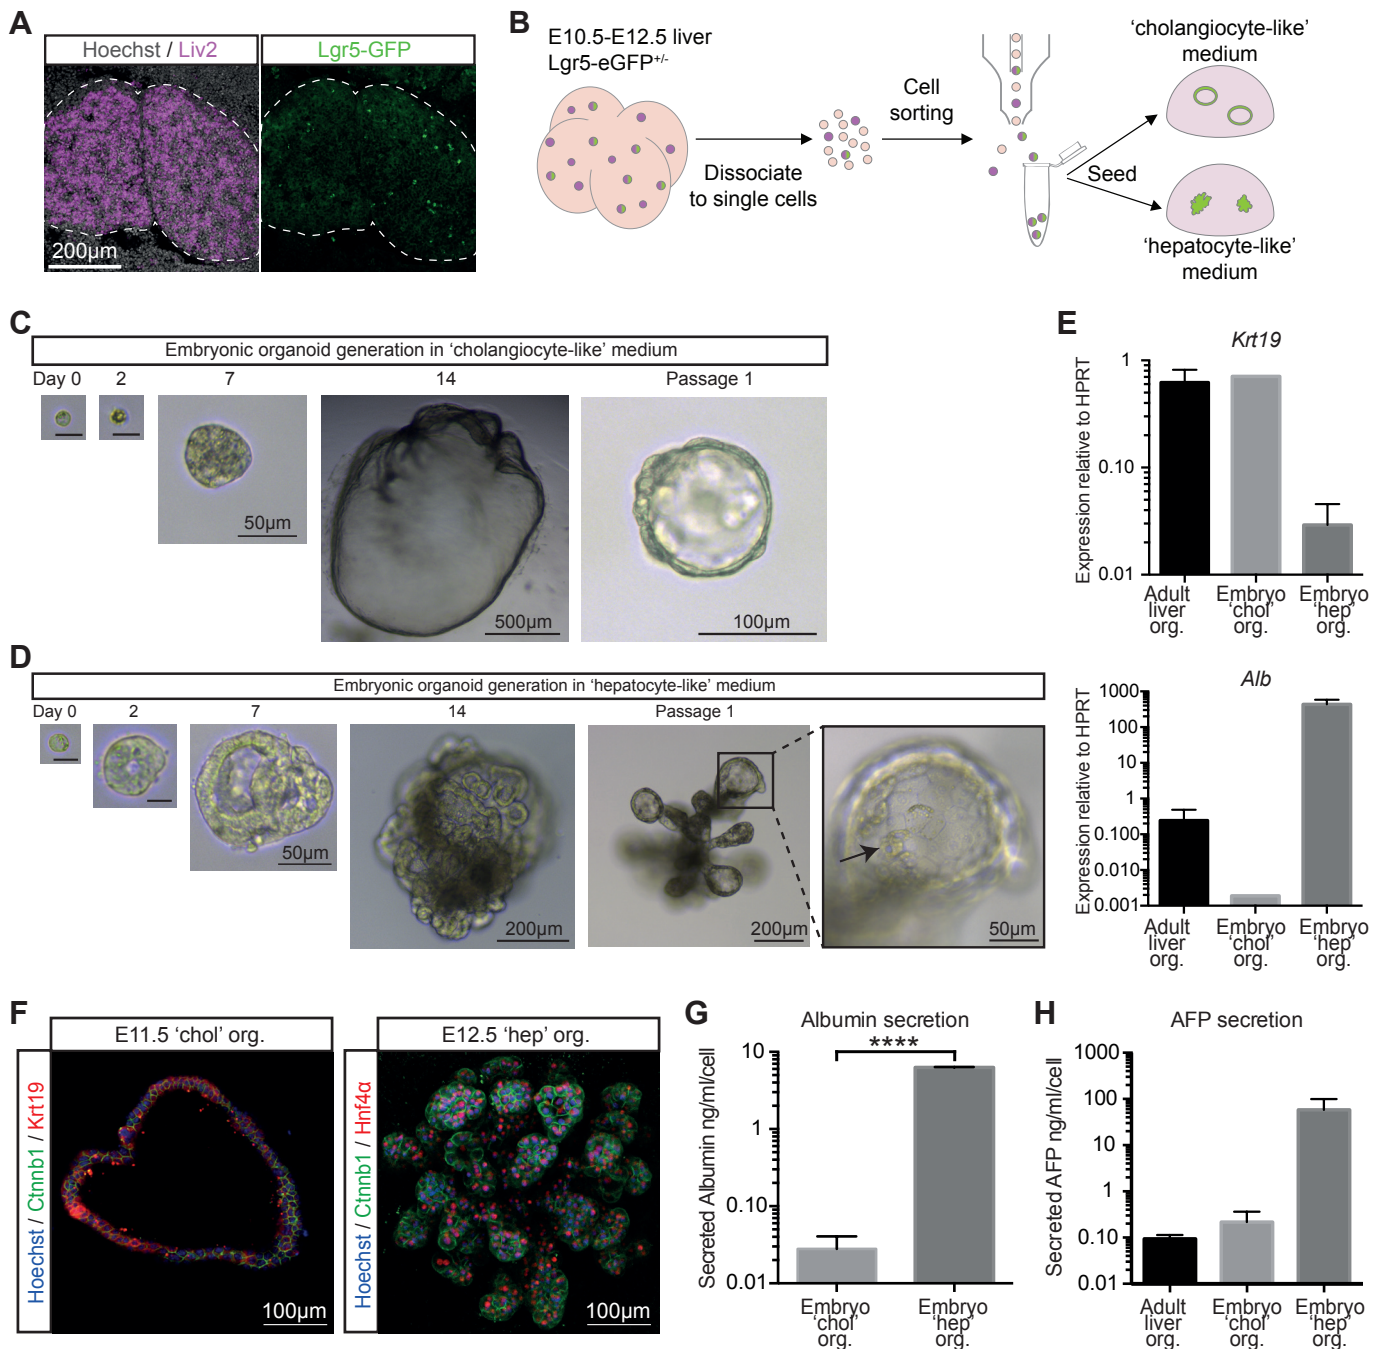 A
Hoechst / Liv2
Lgr5-GFP
200µm
B
E10.5-E12.5 liver
Lgr5-eGFP+/-
Dissociate
to single cells
Cell
sorting
Seed
'cholangiocyte-like'
medium
'hepatocyte-like'
medium
C
Embryonic organoid generation in 'cholangiocyte-like' medium
Day 0
2
7
14
Passage 1
50µm
500µm
100µm
D
Embryonic organoid generation in 'hepatocyte-like' medium
Day 0
2
7
14
Passage 1
50µm
200µm
200µm
50µm
E
Krt19
Expression relative to HPRT
1
0.10
0.01
Adult
liver
org.
Embryo
'chol'
org.
Embryo
'hep'
org.
Alb
Expression relative to HPRT
1000
100
10
1
0.100
0.010
0.001
Adult
liver
org.
Embryo
'chol'
org.
Embryo
'hep'
org.
F
E11.5 'chol' org.
Hoechst / Ctnnb1 / Krt19
100µm
E12.5 'hep' org.
Hoechst / Ctnnb1 / Hnf4α
100µm
G
Albumin secretion
****
Secreted Albumin ng/ml/cell
10
1
0.10
0.01
Embryo
'chol'
org.
Embryo
'hep'
org.
H
AFP secretion
Secreted AFP ng/ml/cell
1000
100
10
1
0.10
0.01
Adult
liver
org.
Embryo
'chol'
org.
Embryo
'hep'
org.